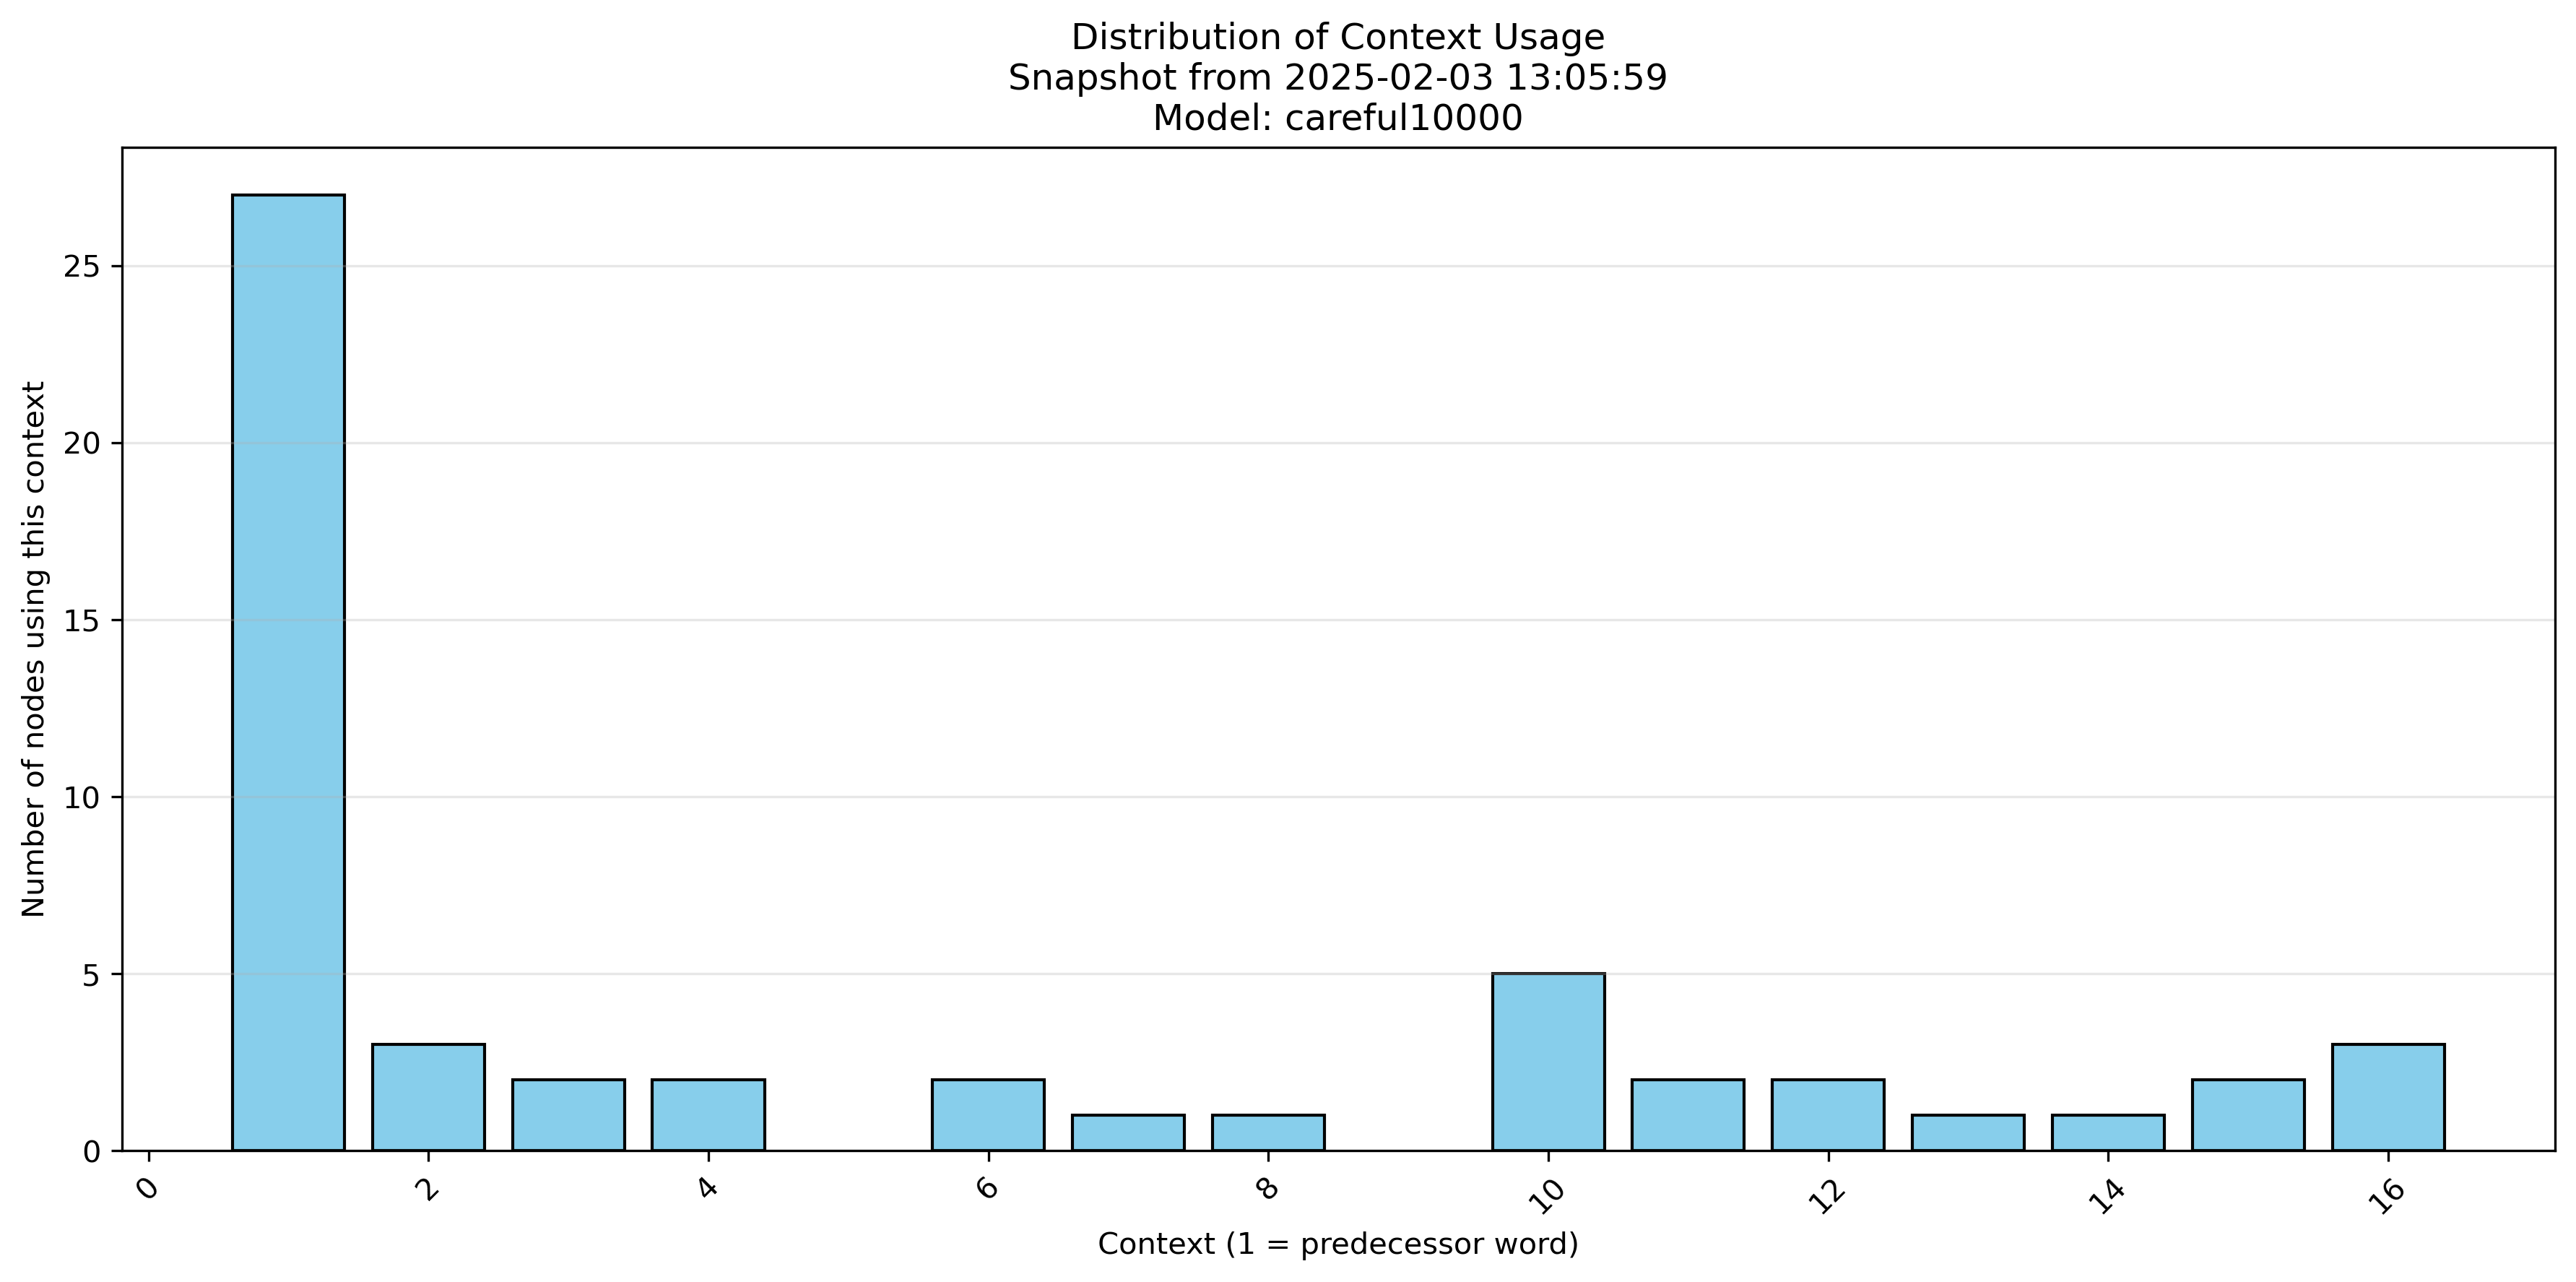 Distribution of Context Usage
Snapshot from 2025-02-03 13:05:59
Model: careful10000
Number of nodes using this context
25
20
15
10
5
0
0 2 4 6 8 10 12 14 16
Context (1 = predecessor word)